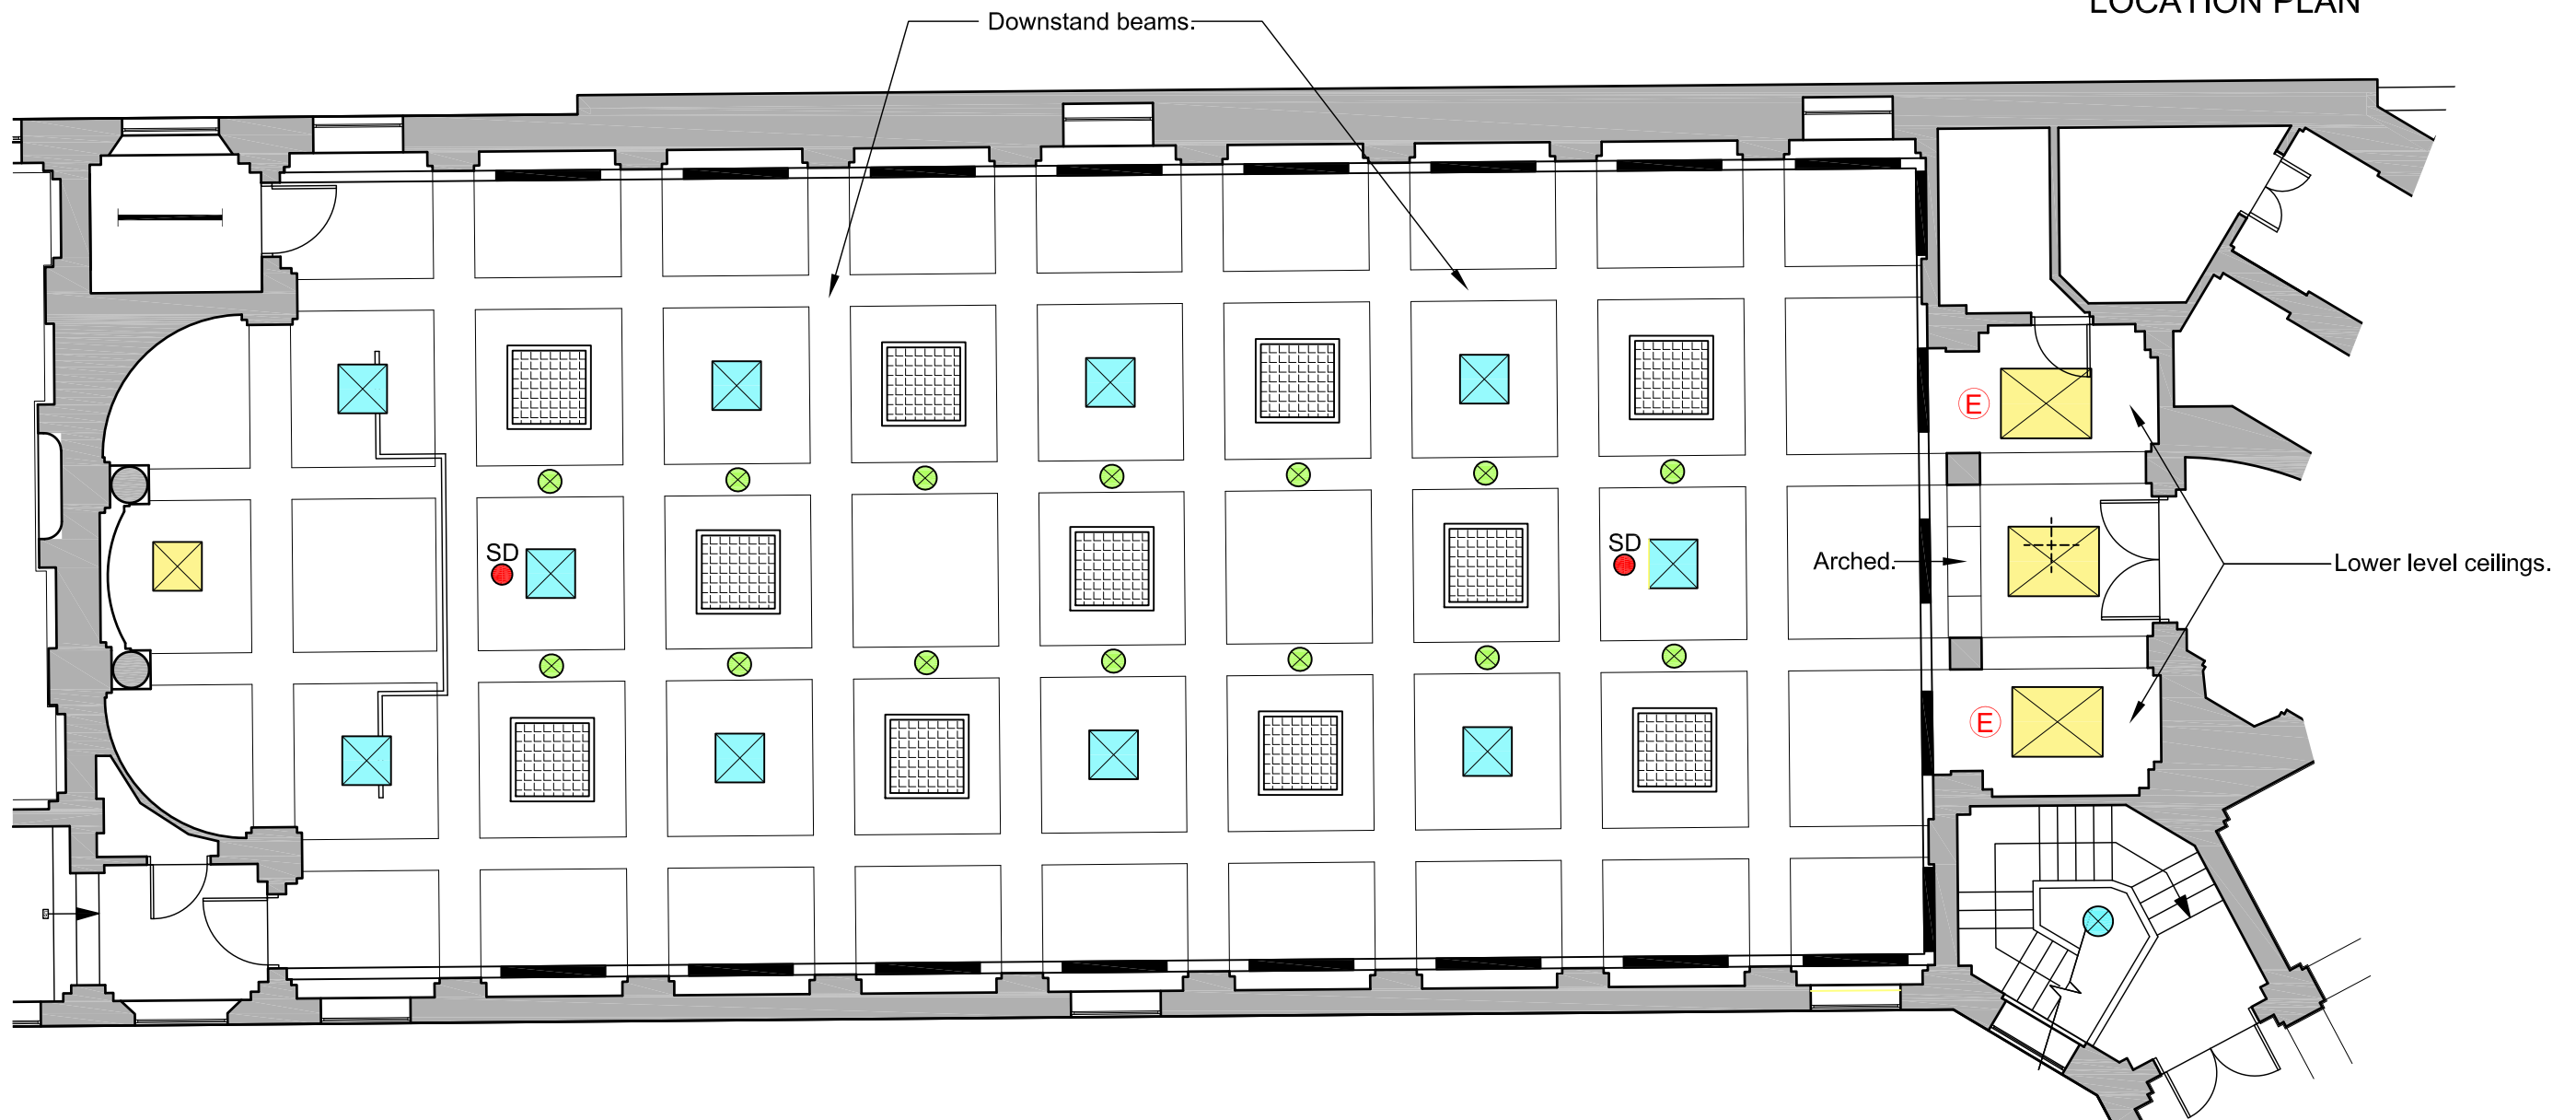 LOCATION PLAN
Downstand beams.
E
SD
SD
Arched.
Lower level ceilings.
E